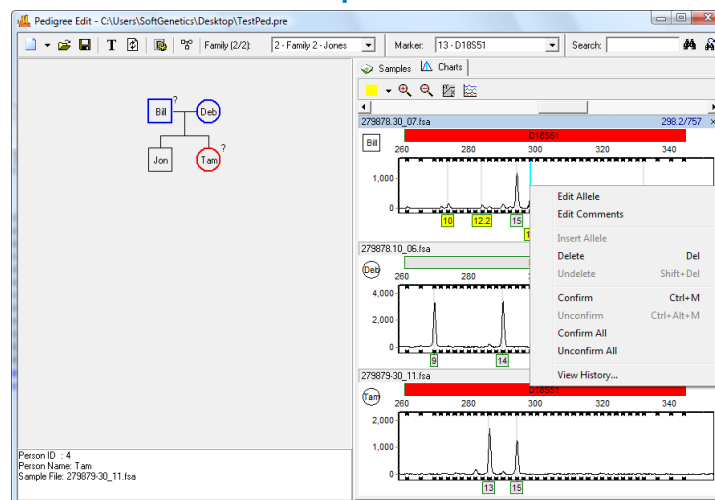 Pedigree Edit - C:\Users\SoftGenetics\Desktop\TestPed.pre
T Family (2/2): 2 - Family 2 - Jones Marker: 13 - D18S51 Search:
Samples Charts
279878.30_07.fsa 298.2/757 ×
Bill D18S51
260 280 300 320 340
1,000
0
10 12.2 15
279878.10_06.fsa
Deb
260 280
4,000
2,000
0
9 14
279879-30_11.fsa
Tam D18S51
260 280 300 320 340
2,000
1,000
0
13 15
Bill ? Deb
Jon Tam ?
Edit Allele
Edit Comments
Insert Allele
Delete Del
Undelete Shift+Del
Confirm Ctrl+M
Unconfirm Ctrl+Alt+M
Confirm All
Unconfirm All
View History...
Person ID : 4
Person Name: Tam
Sample File: 279879-30_11.fsa